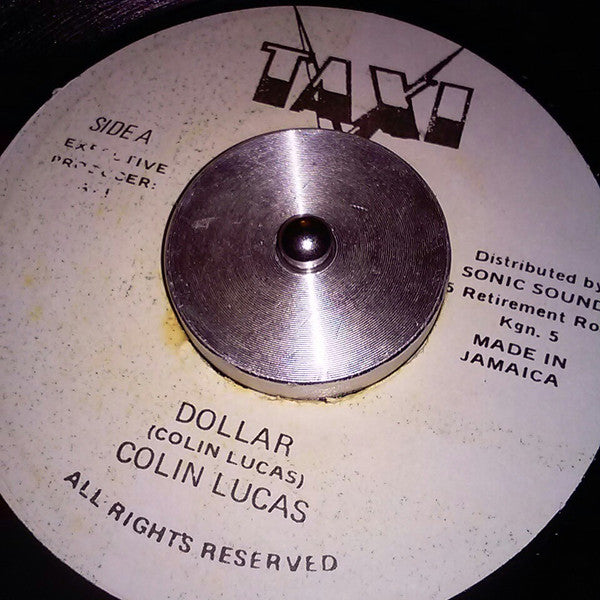 TAXI
SIDE A
EXECUTIVE
PRODUCER:
Distributed by
SONIC SOUND
5 Retirement Ro
Kgn. 5
MADE IN
JAMAICA
DOLLAR
(COLIN LUCAS)
COLIN LUCAS
ALL RIGHTS RESERVED